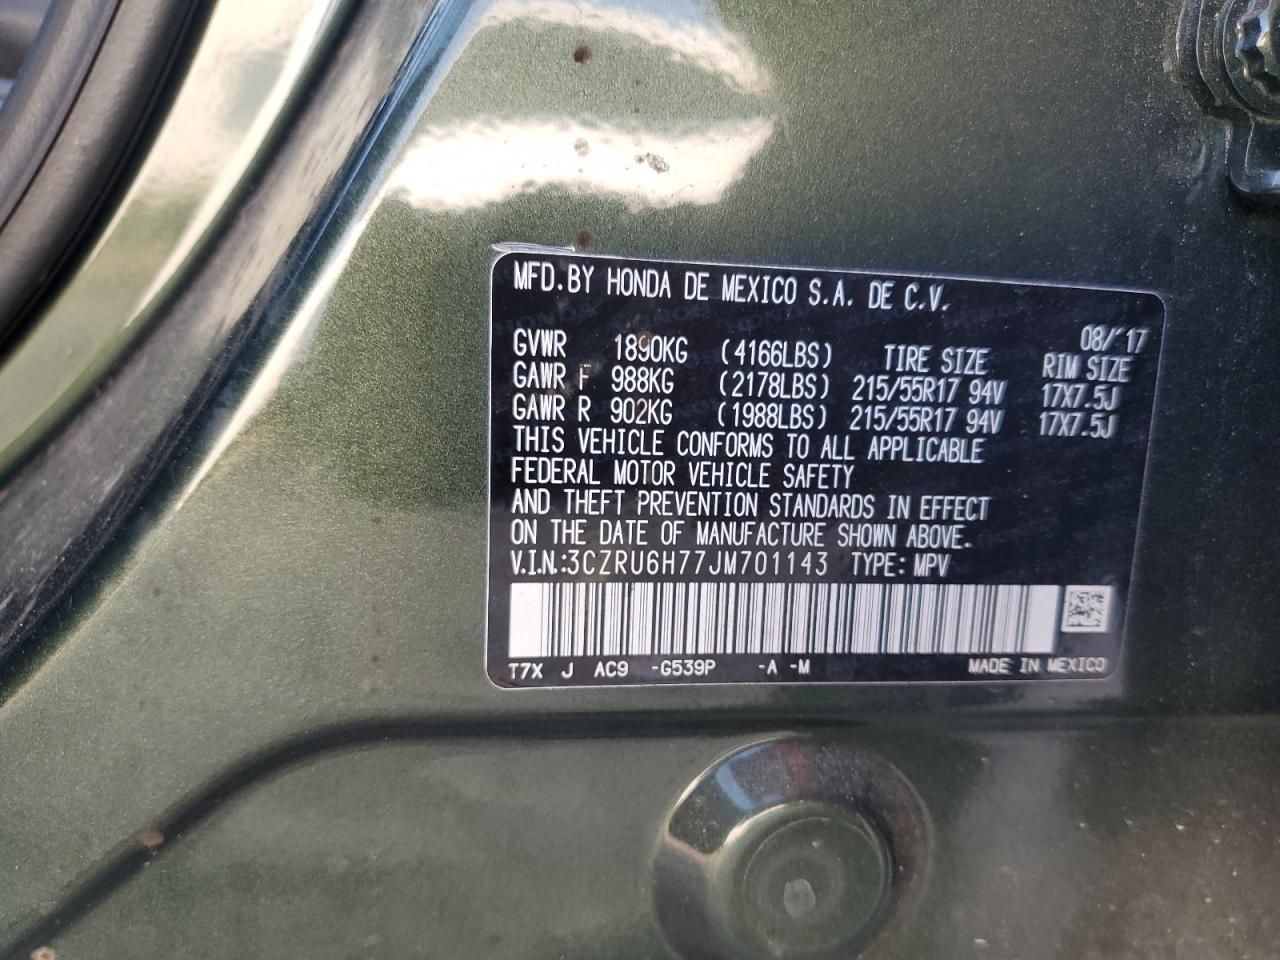 MFD. BY HONDA DE MEXICO S.A. DE C.V.
08/'17
GVWR 1890KG (4166LBS) TIRE SIZE RIM SIZE
GAWR F 988KG (2178LBS) 215/55R17 94V 17X7.5J
GAWR R 902KG (1988LBS) 215/55R17 94V 17X7.5J
THIS VEHICLE CONFORMS TO ALL APPLICABLE
FEDERAL MOTOR VEHICLE SAFETY
AND THEFT PREVENTION STANDARDS IN EFFECT
ON THE DATE OF MANUFACTURE SHOWN ABOVE.
V.I.N.:3CZRU6H77JM701143 TYPE: MPV
T7X J AC9 -G539P -A -M MADE IN MEXICO